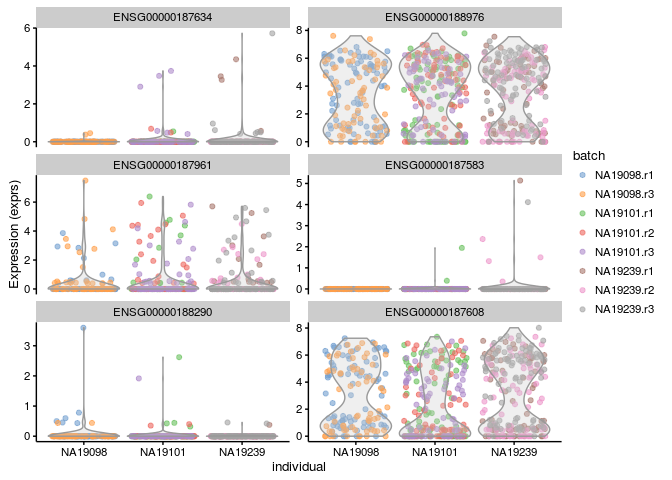 ENSG00000187634
ENSG00000188976
6
4
2
0
8
6
4
2
0
ENSG00000187961
ENSG00000187583
6
4
2
0
5
4
3
2
1
0
ENSG00000188290
ENSG00000187608
3
2
1
0
8
6
4
2
0
Expression (exprs)
NA19098 NA19101 NA19239
NA19098 NA19101 NA19239
individual
batch
NA19098.r1
NA19098.r3
NA19101.r1
NA19101.r2
NA19101.r3
NA19239.r1
NA19239.r2
NA19239.r3